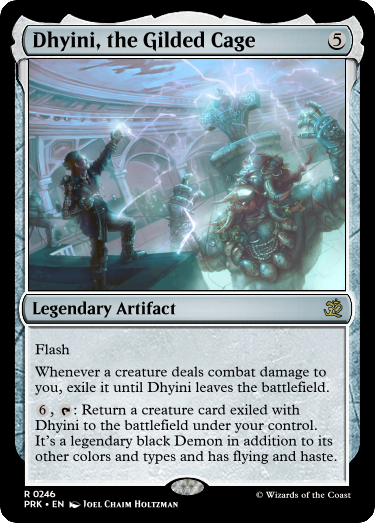 Dhyini, the Gilded Cage 5
Legendary Artifact
Flash
Whenever a creature deals combat damage to
you, exile it until Dhyini leaves the battlefield.
6, : Return a creature card exiled with
Dhyini to the battlefield under your control.
It's a legendary black Demon in addition to its
other colors and types and has flying and haste.
R 0246
PRK • EN Joel Chaim Holtzman
© Wizards of the Coast